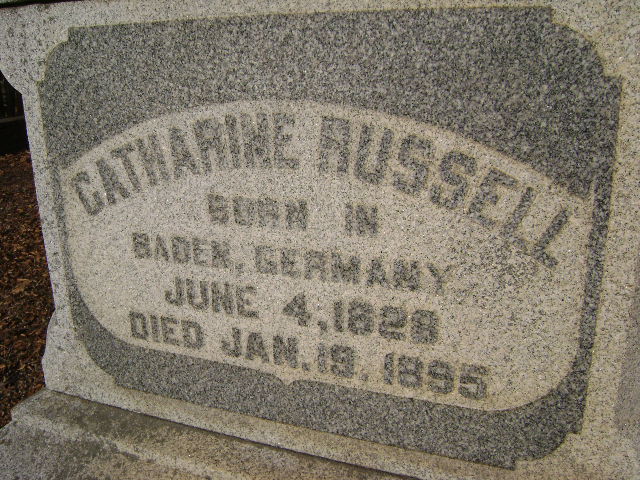 CATHARINE RUSSELL
BORN IN
BADEN, GERMANY
JUNE 4, 1828
DIED JAN. 19, 1895